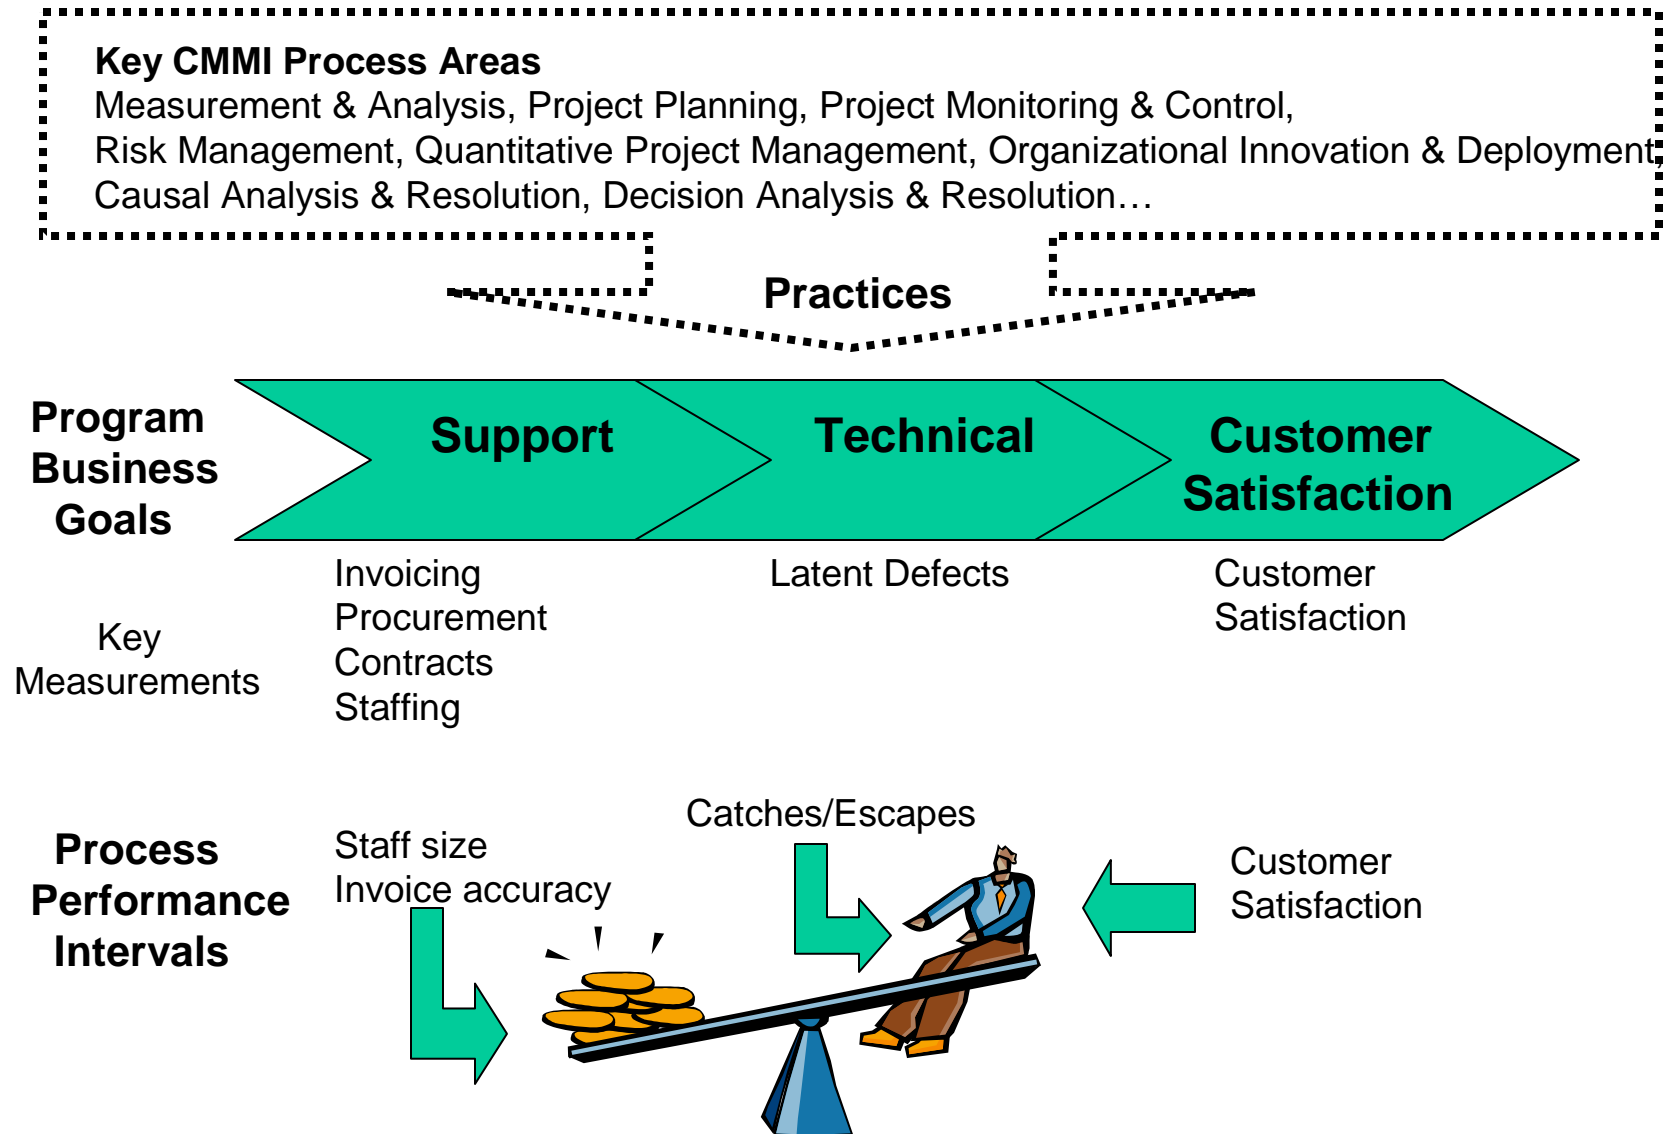 Key CMMI Process Areas
Measurement & Analysis, Project Planning, Project Monitoring & Control,
Risk Management, Quantitative Project Management, Organizational Innovation & Deployment,
Causal Analysis & Resolution, Decision Analysis & Resolution…
Practices
Program
Business
Goals
Support
Technical
Customer
Satisfaction
Key
Measurements
Invoicing
Procurement
Contracts
Staffing
Latent Defects
Customer
Satisfaction
Process
Performance
Intervals
Staff size
Invoice accuracy
Catches/Escapes
Customer
Satisfaction